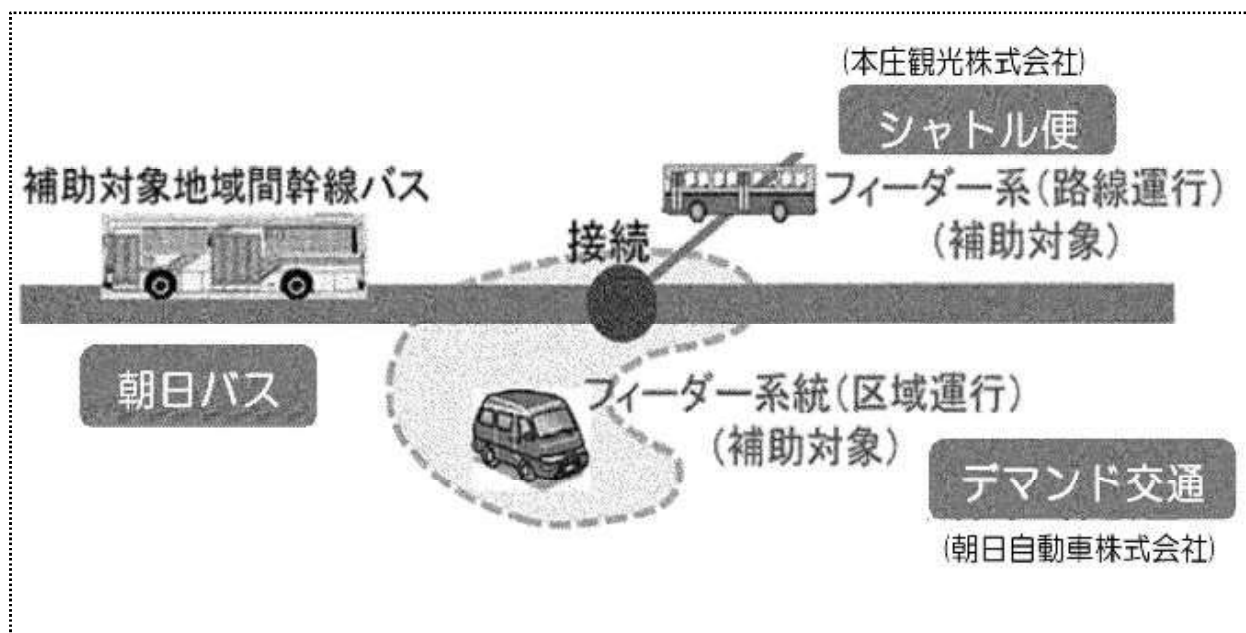 (本庄観光株式会社)
シャトル便
補助対象地域間幹線バス
フィーダー系(路線運行)
(補助対象)
接続
朝日バス
フィーダー系統(区域運行)
(補助対象)
デマンド交通
(朝日自動車株式会社)